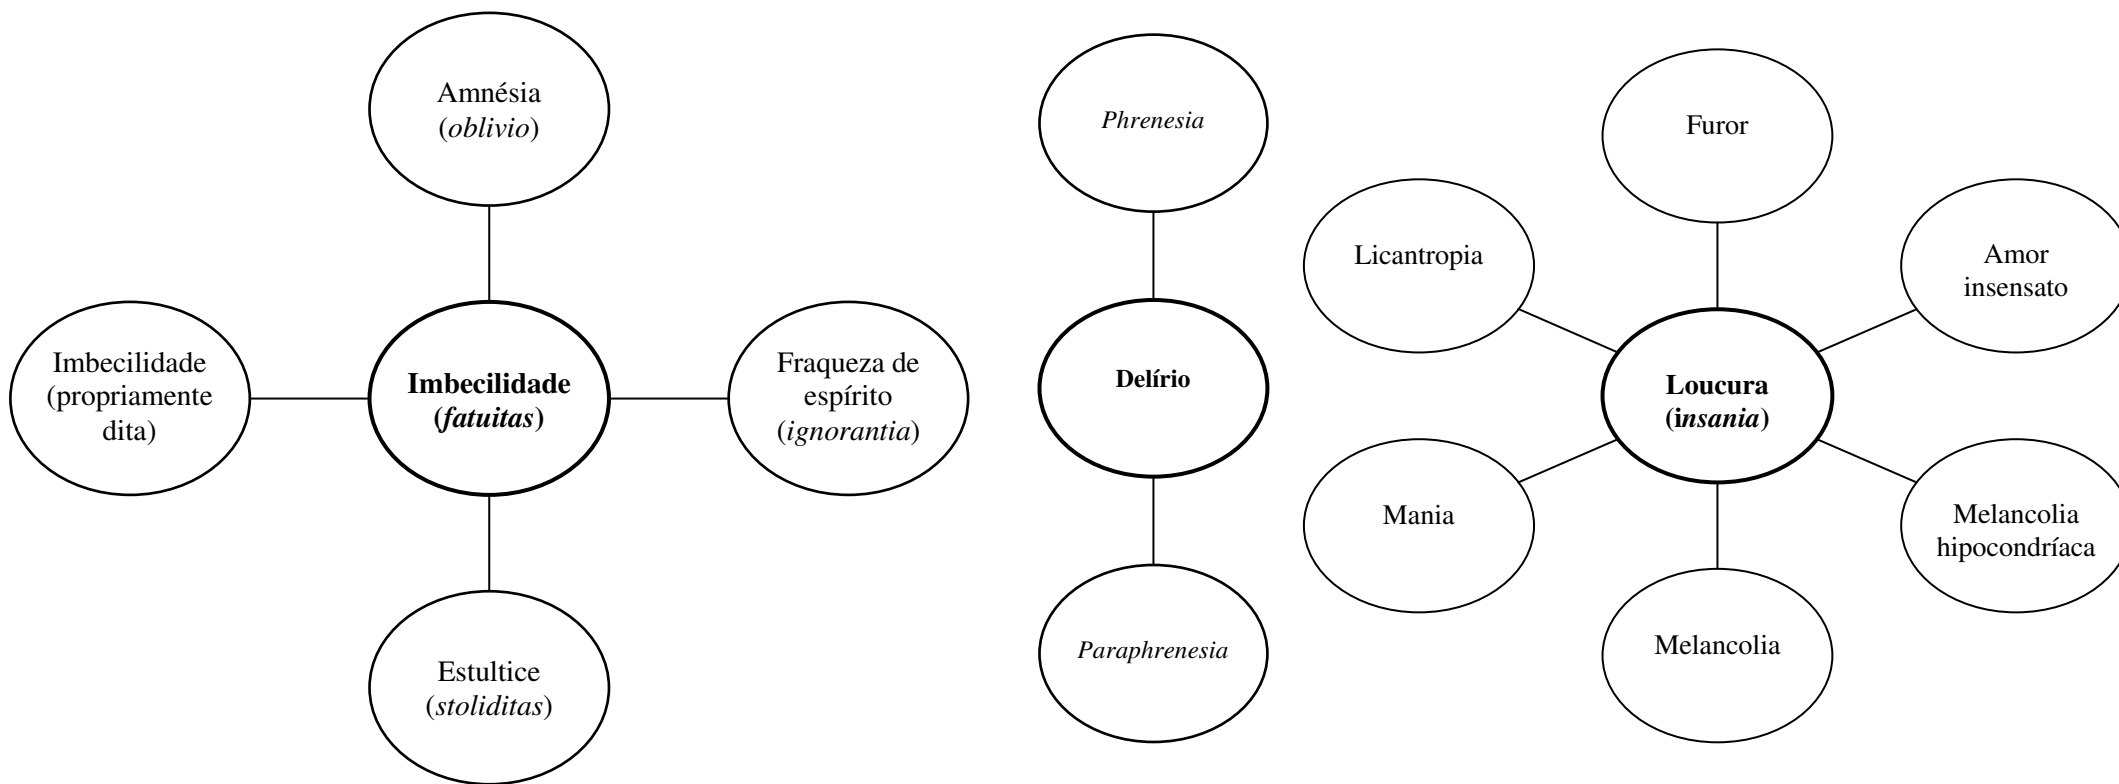 Amnésia
(oblivio)
Imbecilidade
(propriamente
dita)
Imbecilidade
(fatuitas)
Fraqueza de
espírito
(ignorantia)
Estultice
(stoliditas)
Phrenesia
Delírio
Paraphrenesia
Furor
Licantropia
Amor
insensato
Loucura
(insania)
Mania
Melancolia
hipocondríaca
Melancolia